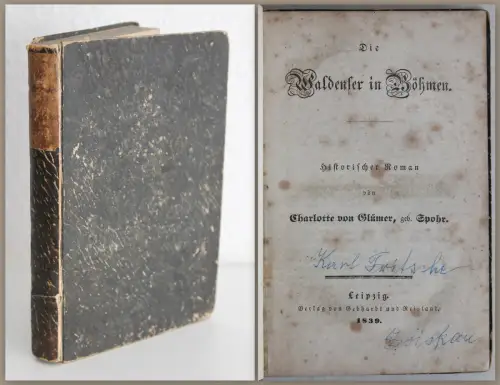 Die
Waldenser in Böhmen.
Historischer Roman
von
Charlotte von Glümer, geb. Spohr.
Karl Fritsche
Leipzig,
Verlag von Gebhardt und Reisland.
1839.